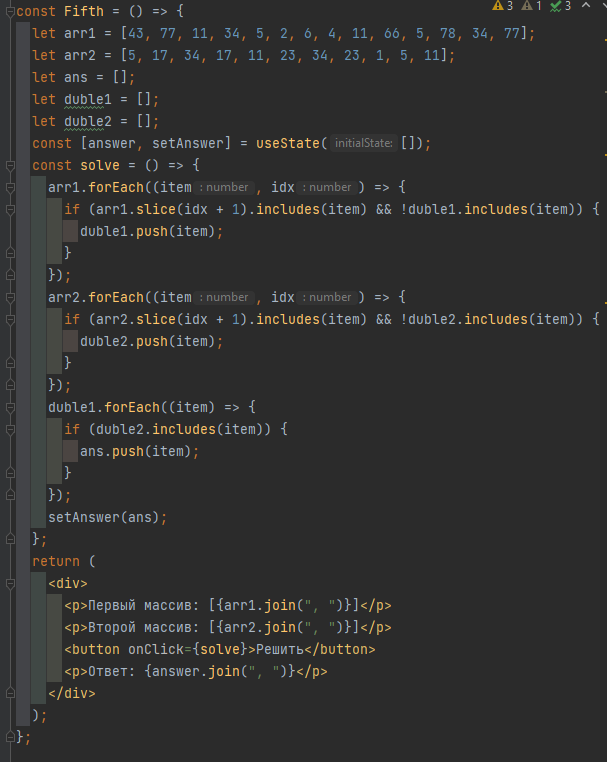 3 1 3
const Fifth = () => {
let arr1 = [43, 77, 11, 34, 5, 2, 6, 4, 11, 66, 5, 78, 34, 77];
let arr2 = [5, 17, 34, 17, 11, 23, 34, 23, 1, 5, 11];
let ans = [];
let duble1 = [];
let duble2 = [];
const [answer, setAnswer] = useState( initialState: []);
const solve = () => {
arr1.forEach((item : number , idx : number ) => {
if (arr1.slice(idx + 1).includes(item) && !duble1.includes(item)) {
duble1.push(item);
}
});
arr2.forEach((item : number , idx : number ) => {
if (arr2.slice(idx + 1).includes(item) && !duble2.includes(item)) {
duble2.push(item);
}
});
duble1.forEach((item) => {
if (duble2.includes(item)) {
ans.push(item);
}
});
setAnswer(ans);
};
return (
<div>
<p>Первый массив: [{arr1.join(", ")}]</p>
<p>Второй массив: [{arr2.join(", ")}]</p>
<button onClick={solve}>Решить</button>
<p>Ответ: {answer.join(", ")}</p>
</div>
);
};